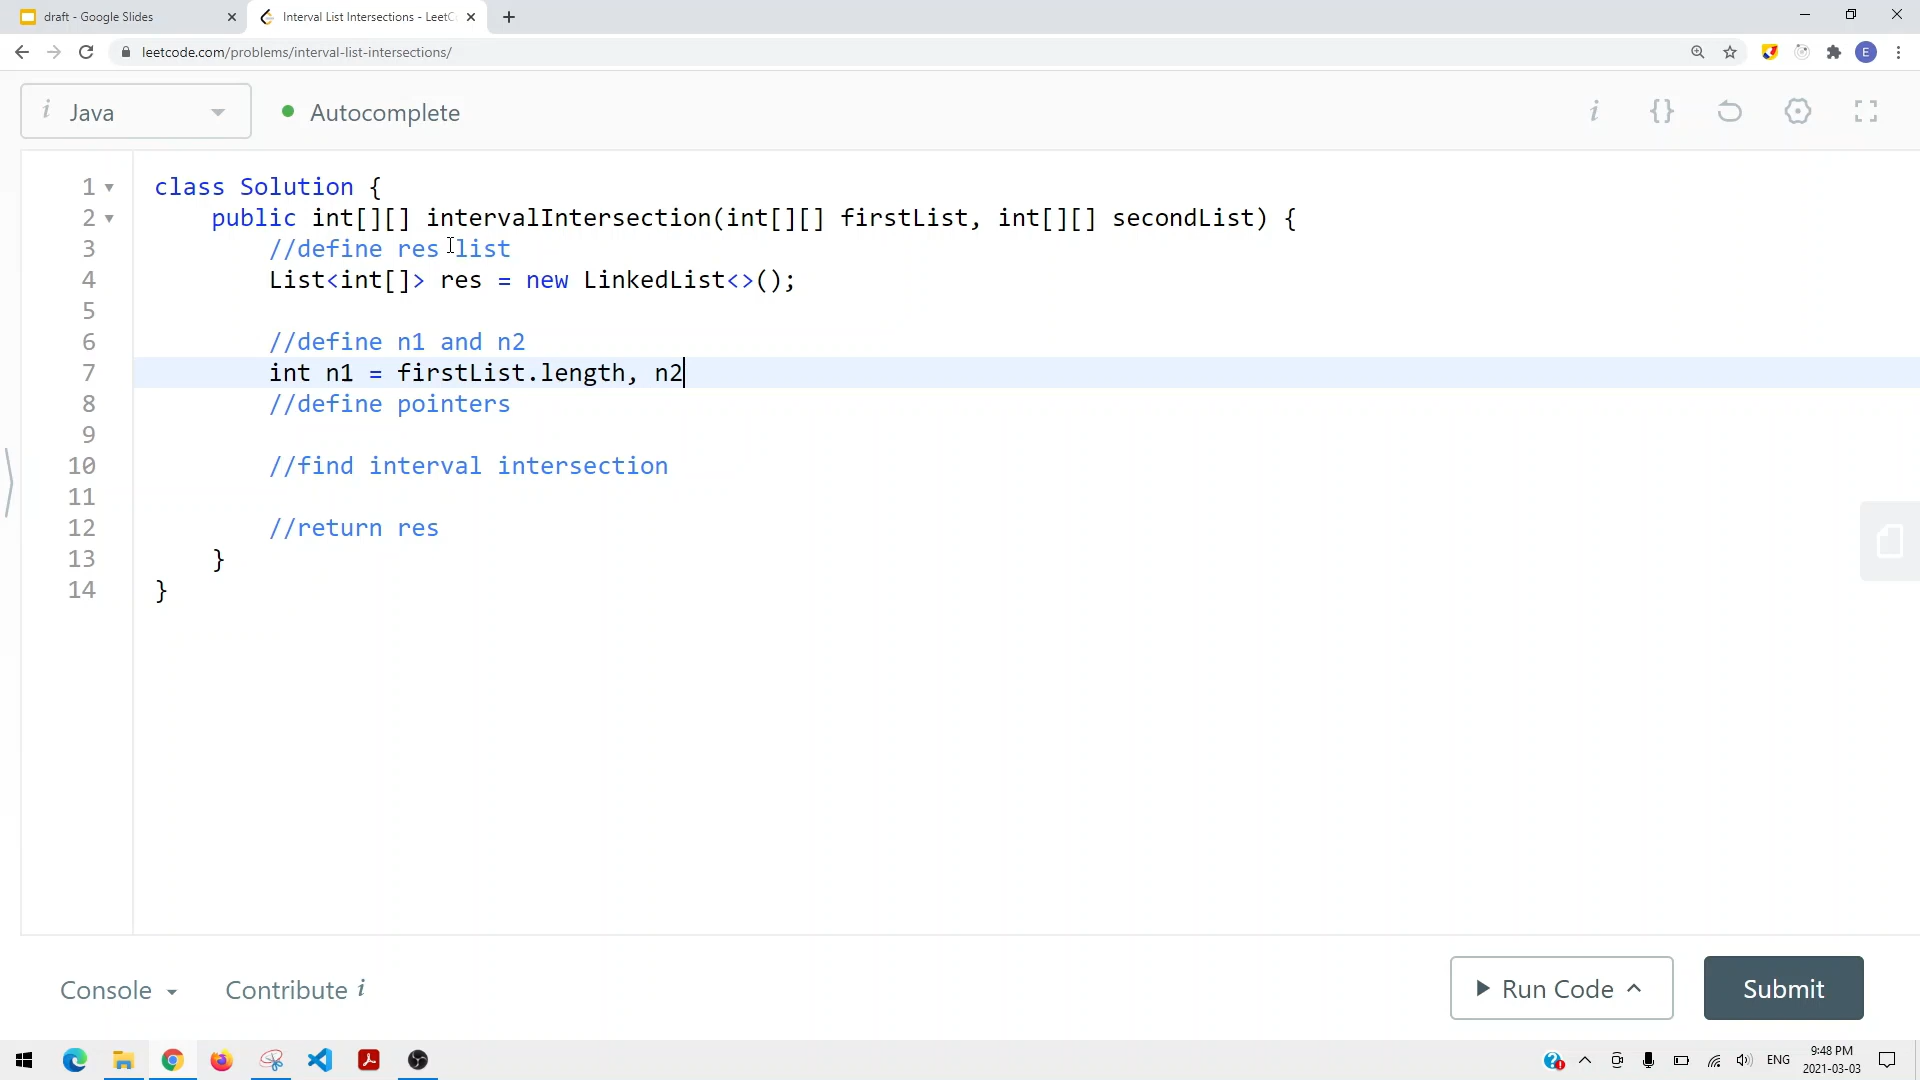 draft - Google Slides
Interval List Intersections - LeetC
leetcode.com/problems/interval-list-intersections/
E
i Java
Autocomplete
i {}
1 class Solution {
2 public int[][] intervalIntersection(int[][] firstList, int[][] secondList) {
3 //define res list
4 List<int[]> res = new LinkedList<>();
5
6 //define n1 and n2
7 int n1 = firstList.length, n2
8 //define pointers
9
10 //find interval intersection
11
12 //return res
13 }
14 }
Console
Contribute i
Run Code
Submit
ENG
9:48 PM
2021-03-03